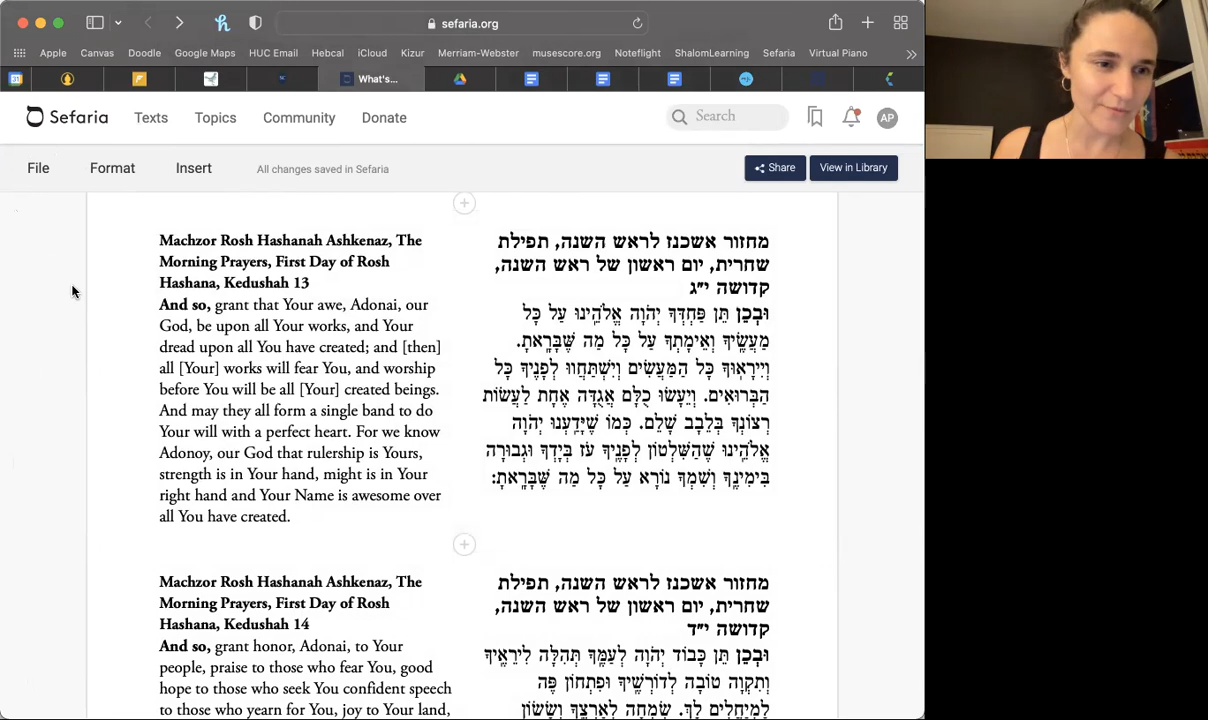 sefaria.org
Apple Canvas Doodle Google Maps HUC Email Hebcal iCloud Kizur Merriam-Webster musescore.org Noteflight ShalomLearning Sefaria Virtual Piano
What's...
Sefaria Texts Topics Community Donate Search AP
File Format Insert All changes saved in Sefaria Share View in Library
Machzor Rosh Hashanah Ashkenaz, The
Morning Prayers, First Day of Rosh
Hashana, Kedushah 13
And so, grant that Your awe, Adonai, our
God, be upon all Your works, and Your
dread upon all You have created; and [then]
all [Your] works will fear You, and worship
before You will be all [Your] created beings.
And may they all form a single band to do
Your will with a perfect heart. For we know
Adonoy, our God that rulership is Yours,
strength is in Your hand, might is in Your
right hand and Your Name is awesome over
all You have created.
מחזור אשכנז לראש השנה, תפילת
שחרית, יום ראשון של ראש השנה,
קדושה י״ג
וּבְכֵן תֵּן פַּחְדְּךָ יְהֹוָה אֱלֹהֵֽינוּ עַל כָּל
מַעֲשֶֽׂיךָ וְאֵימָתְךָ עַל כָּל מַה שֶּׁבָּרָֽאתָ.
וְיִירָאֽוּךָ כָּל הַמַּעֲשִׂים וְיִשְׁתַּחֲווּ לְפָנֶֽיךָ כָּל
הַבְּרוּאִים. וְיֵעָשׂוּ כֻלָּם אֲגֻדָּה אֶחָת לַעֲשׂוֹת
רְצוֹנְךָ בְּלֵבָב שָׁלֵם. כְּמוֹ שֶׁיָּדַֽעְנוּ יְהֹוָה
אֱלֹהֵֽינוּ שֶׁהַשִּׁלְטוֹן לְפָנֶֽיךָ עֹז בְּיָדְךָ וּגְבוּרָה
בִּימִינֶֽךָ וְשִׁמְךָ נוֹרָא עַל כָּל מַה שֶּׁבָּרָֽאתָ:
Machzor Rosh Hashanah Ashkenaz, The
Morning Prayers, First Day of Rosh
Hashana, Kedushah 14
And so, grant honor, Adonai, to Your
people, praise to those who fear You, good
hope to those who seek You confident speech
to those who yearn for You, joy to Your land,
מחזור אשכנז לראש השנה, תפילת
שחרית, יום ראשון של ראש השנה,
קדושה י״ד
וּבְכֵן תֵּן כָּבוֹד יְהֹוָה לְעַמֶּֽךָ תְּהִלָּה לִירֵאֶֽיךָ
וְתִקְוָה טוֹבָה לְדוֹרְשֶֽׁיךָ וּפִתְחוֹן פֶּה
לַמְיַחֲלִים לָךְ. שִׂמְחָה לְאַרְצֶֽךָ וְשָׂשׂוֹן